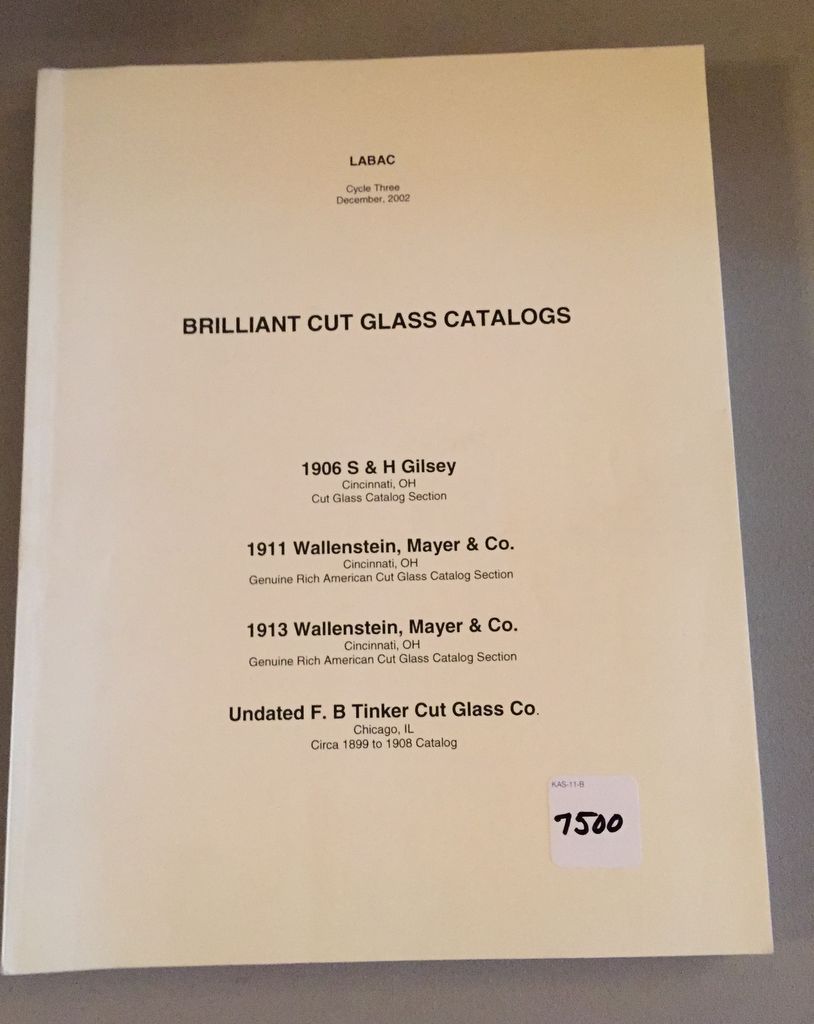 LABAC
Cycle Three
December, 2002
BRILLIANT CUT GLASS CATALOGS
1906 S & H Gilsey
Cincinnati, OH
Cut Glass Catalog Section
1911 Wallenstein, Mayer & Co.
Cincinnati, OH
Genuine Rich American Cut Glass Catalog Section
1913 Wallenstein, Mayer & Co.
Cincinnati, OH
Genuine Rich American Cut Glass Catalog Section
Undated F. B Tinker Cut Glass Co.
Chicago, IL
Circa 1899 to 1908 Catalog
KAS-11-B
7500